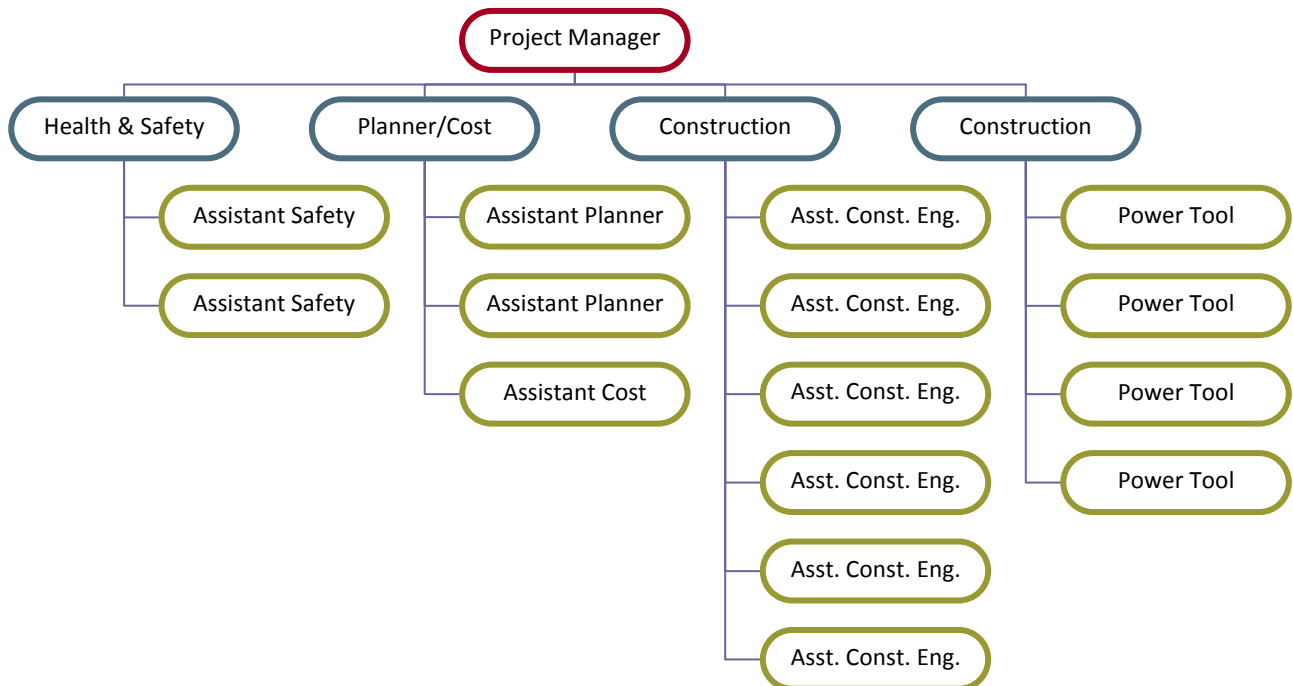 Project Manager
Health & Safety
Planner/Cost
Construction
Construction
Assistant Safety
Assistant Planner
Asst. Const. Eng.
Power Tool
Assistant Safety
Assistant Planner
Asst. Const. Eng.
Power Tool
Assistant Cost
Asst. Const. Eng.
Power Tool
Asst. Const. Eng.
Power Tool
Asst. Const. Eng.
Asst. Const. Eng.